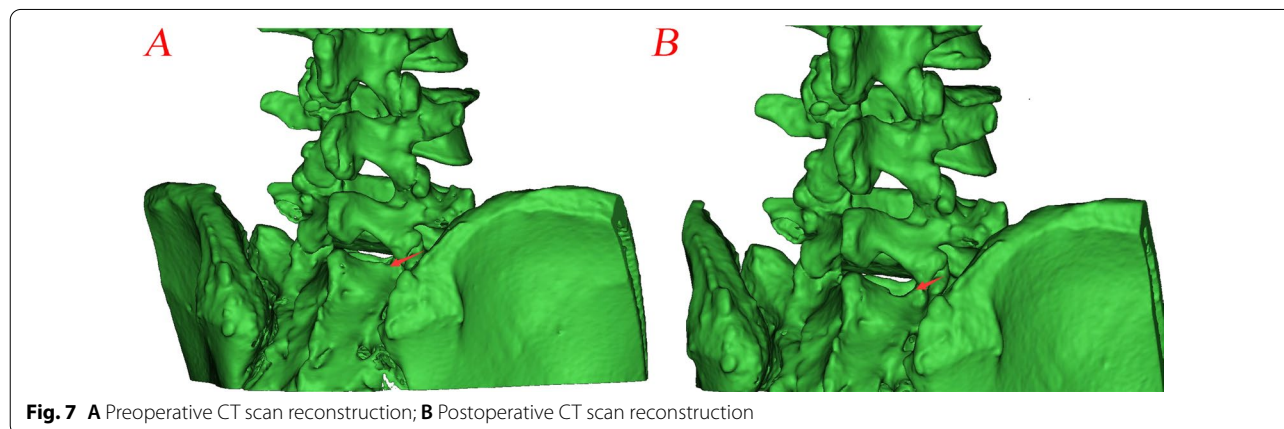 A B
Fig. 7 A Preoperative CT scan reconstruction; B Postoperative CT scan reconstruction